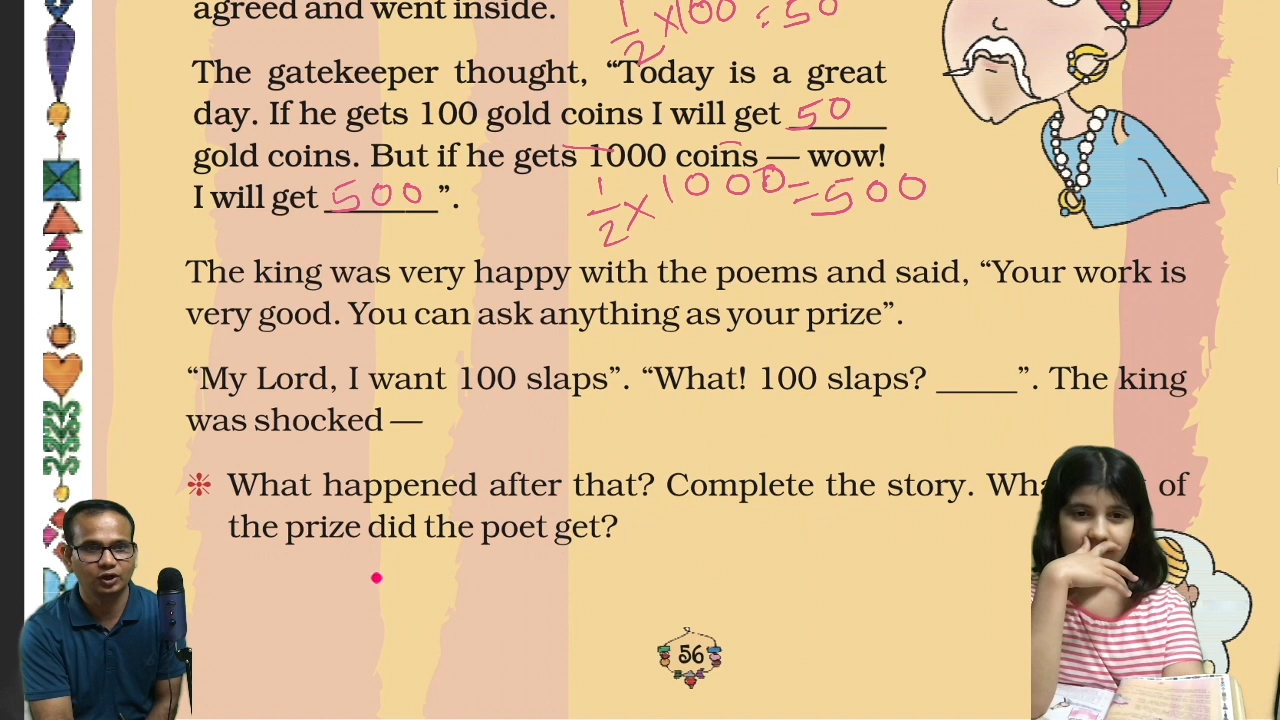 agreed and went inside.
1/2 ×100 = 50
The gatekeeper thought, “Today is a great
day. If he gets 100 gold coins I will get 50
gold coins. But if he gets 1000 coins — wow!
I will get 500”.
1/2 × 1000 = 500
The king was very happy with the poems and said, “Your work is
very good. You can ask anything as your prize”.
“My Lord, I want 100 slaps”. “What! 100 slaps? _____”. The king
was shocked —
❉ What happened after that? Complete the story. of
the prize did the poet get?
56